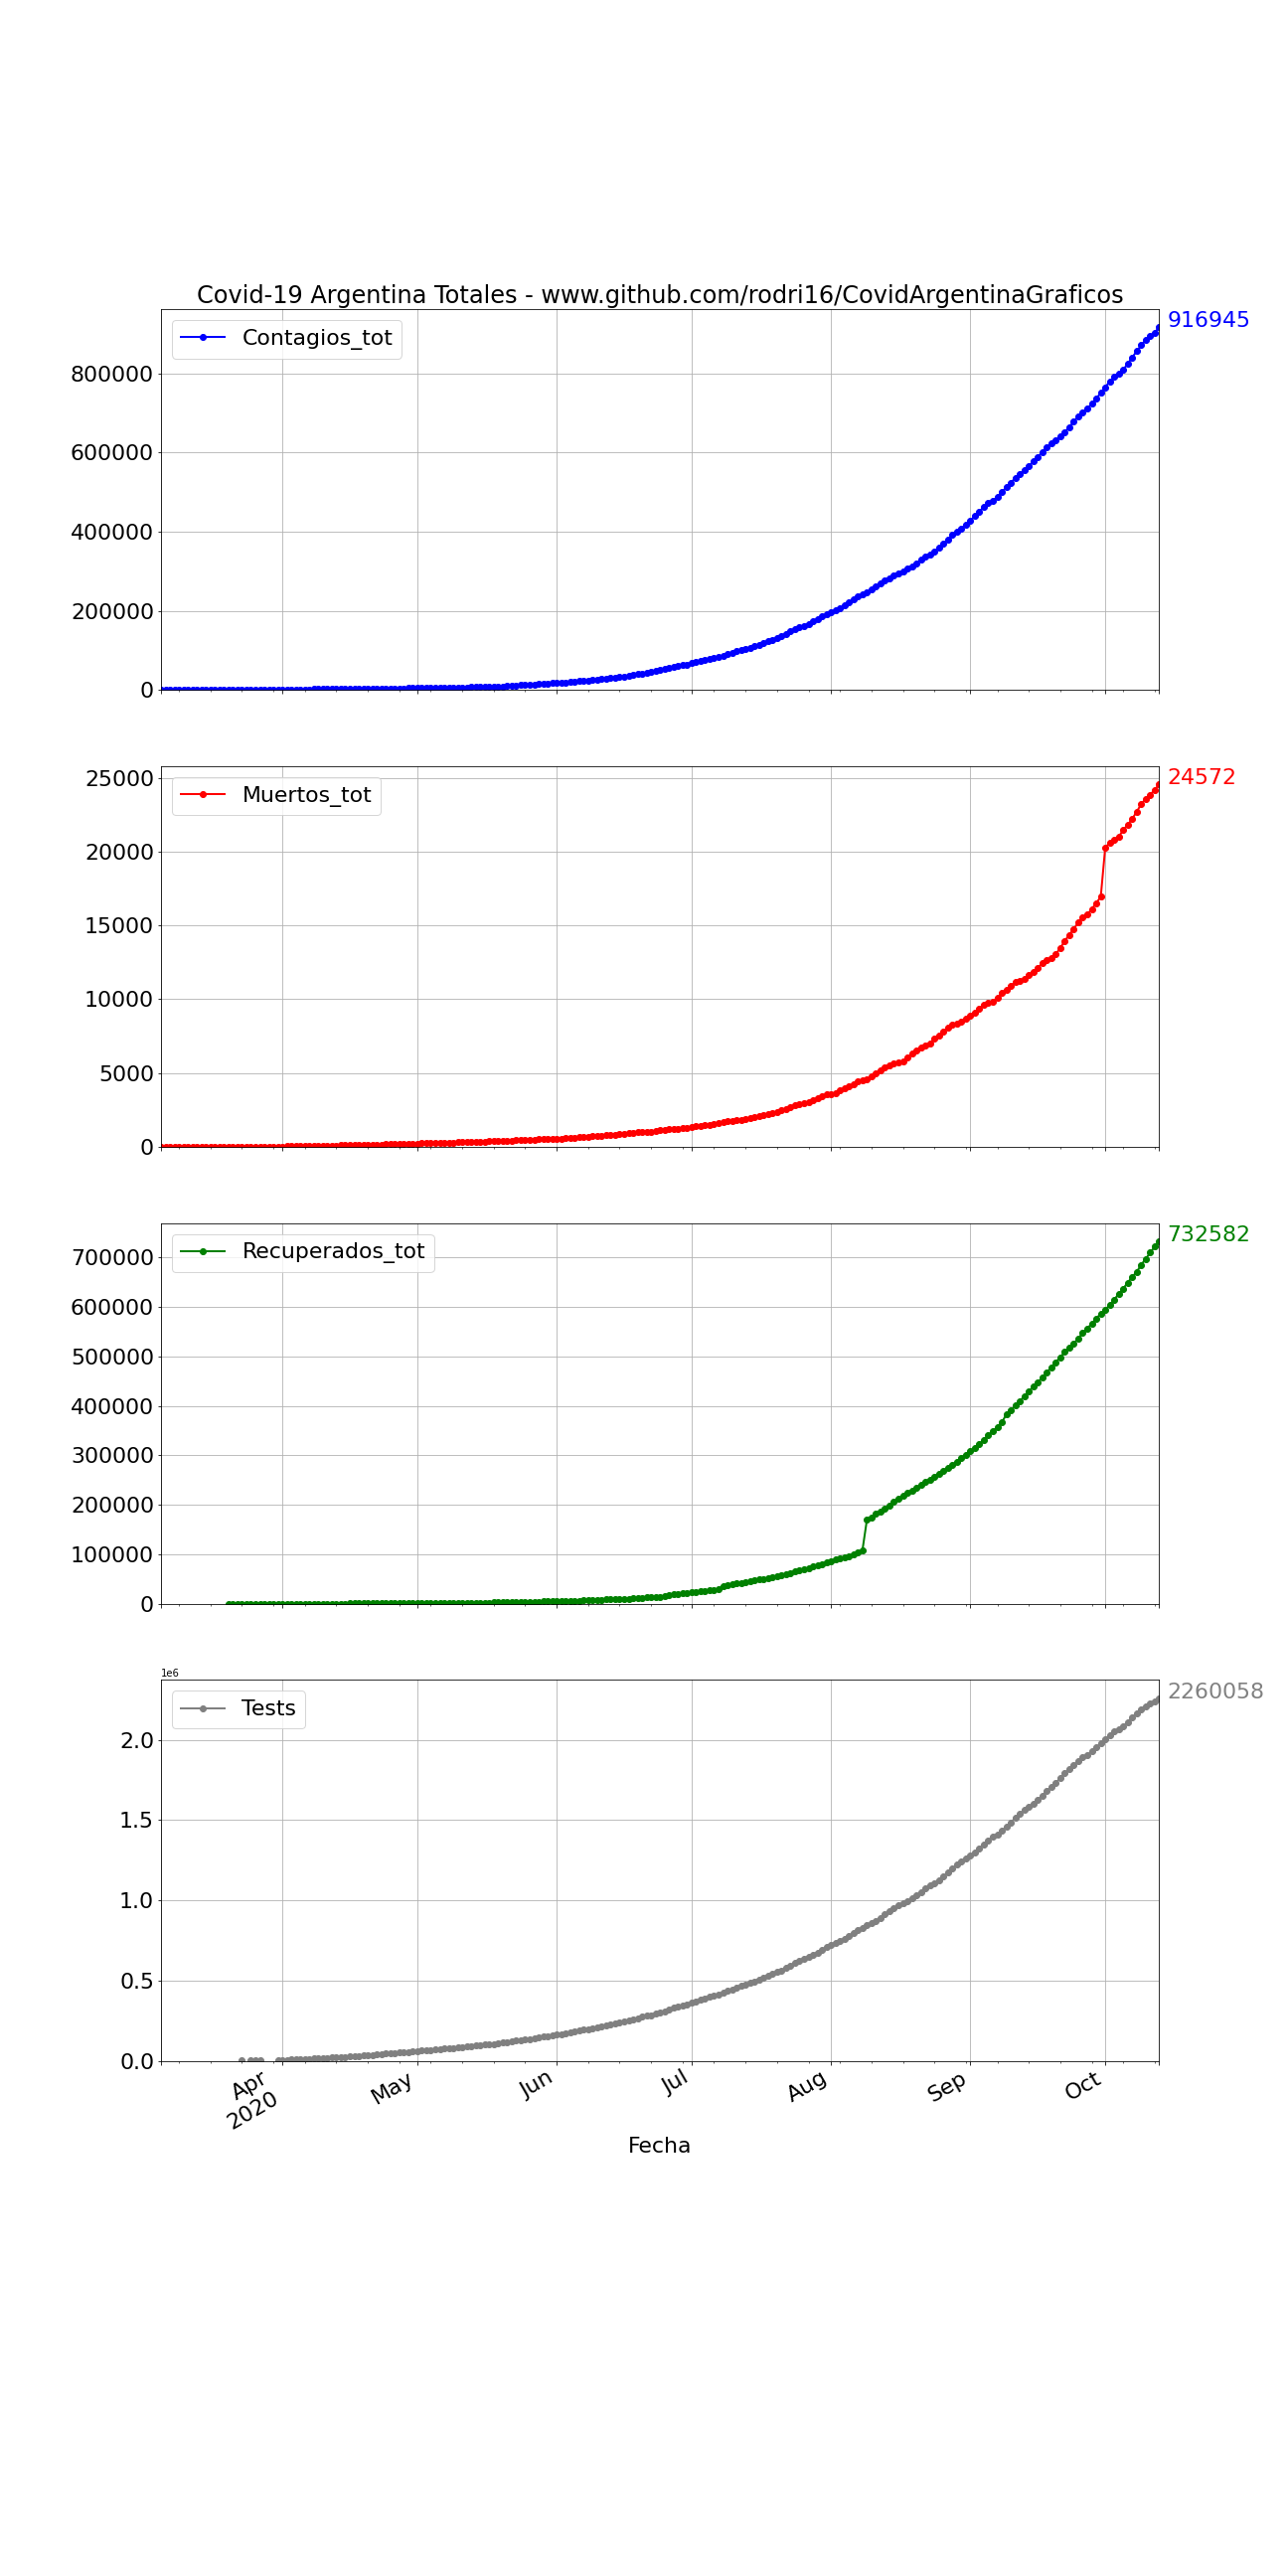 Covid-19 Argentina Totales - www.github.com/rodri16/CovidArgentinaGraficos
916945
Contagios_tot
800000
600000
400000
200000
0
24572
25000
Muertos_tot
20000
15000
10000
5000
0
732582
Recuperados_tot
700000
600000
500000
400000
300000
200000
100000
0
1e6
2260058
Tests
2.0
1.5
1.0
0.5
0.0
Apr
2020
May
Jun
Jul
Aug
Sep
Oct
Fecha